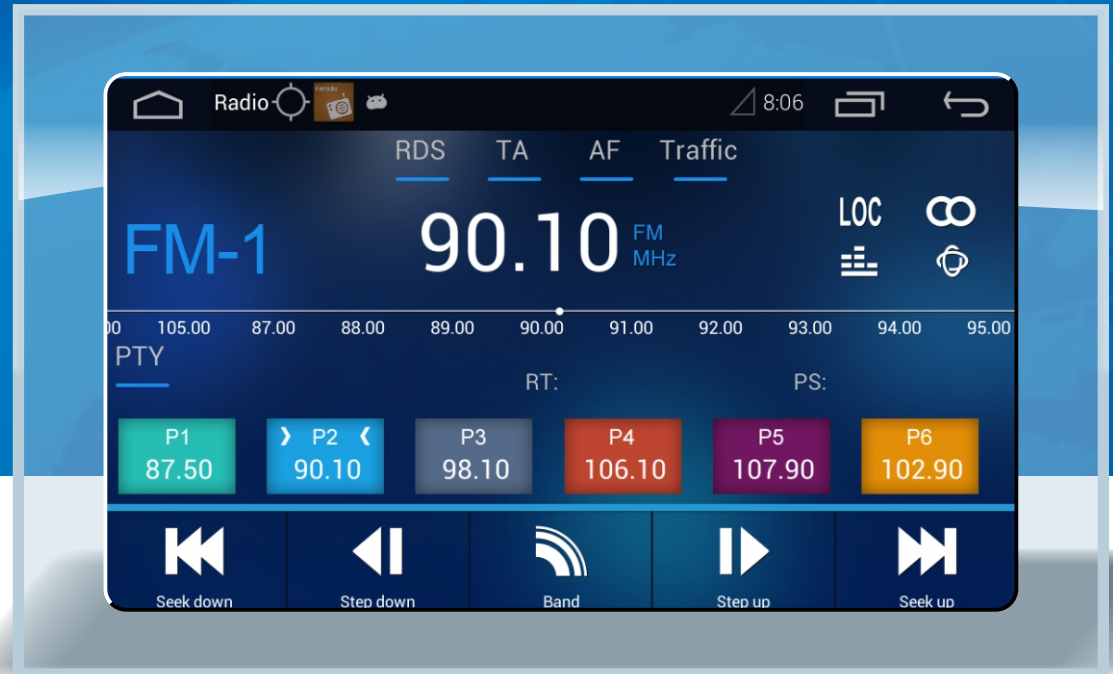 Radio 8:06
RDS TA AF Traffic
FM-1 90.10 FM MHz
LOC
00 105.00 87.00 88.00 89.00 90.00 91.00 92.00 93.00 94.00 95.00
PTY
RT: PS:
P1 P2 P3 P4 P5 P6
87.50 90.10 98.10 106.10 107.90 102.90
Seek down Step down Band Step up Seek up